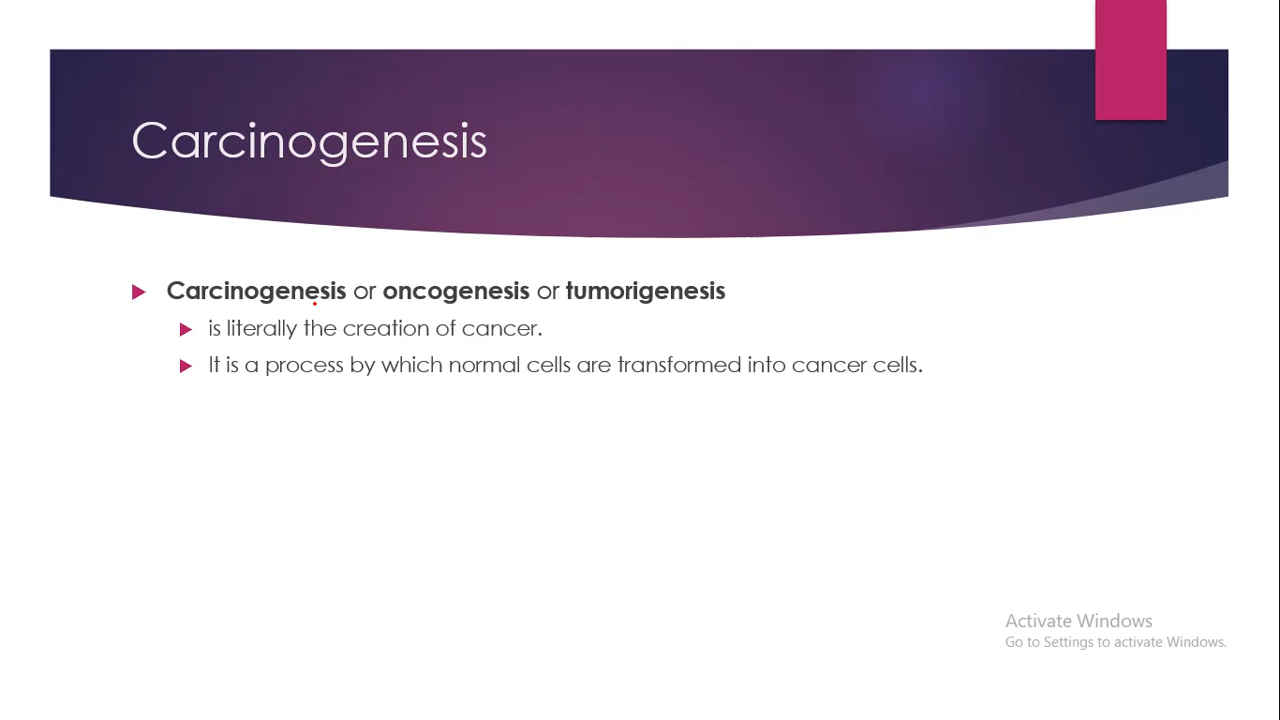 Carcinogenesis
Carcinogenesis or oncogenesis or tumorigenesis
is literally the creation of cancer.
It is a process by which normal cells are transformed into cancer cells.
Activate Windows
Go to Settings to activate Windows.